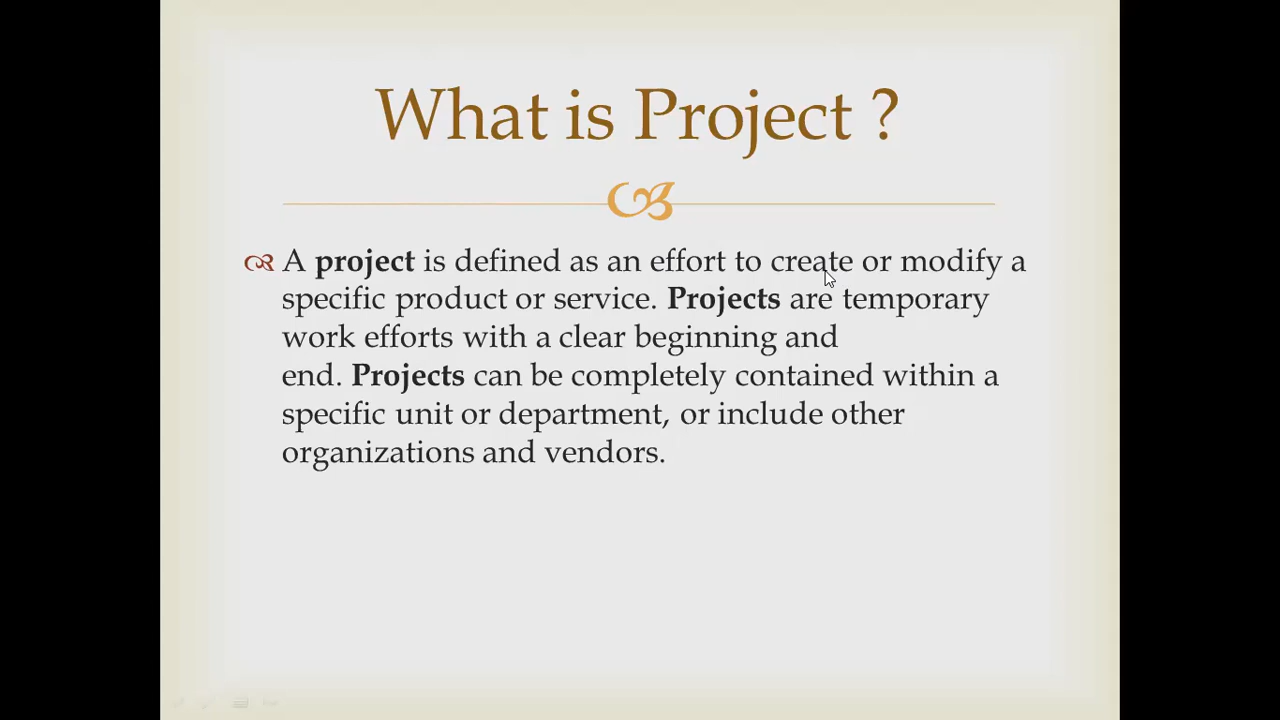 What is Project ?
A project is defined as an effort to create or modify a
specific product or service. Projects are temporary
work efforts with a clear beginning and
end. Projects can be completely contained within a
specific unit or department, or include other
organizations and vendors.